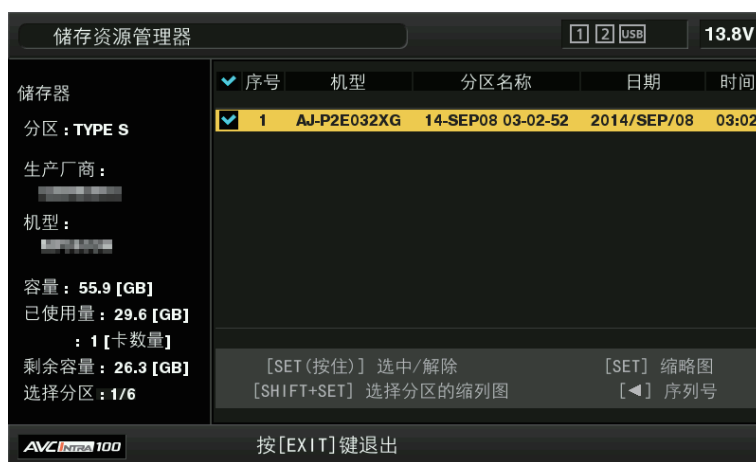 储存资源管理器
1 2 USB
13.8V
储存器
分区：TYPE S
生产厂商：
机型：
容量：55.9 [GB]
已使用量：29.6 [GB]
：1 [卡数量]
剩余容量：26.3 [GB]
选择分区：1/6
序号 机型 分区名称 日期 时间
1 AJ-P2E032XG 14-SEP08 03-02-52 2014/SEP/08 03:02
[SET(按住)] 选中/解除 [SET] 缩略图
[SHIFT+SET] 选择分区的缩列图 [◀] 序列号
AVC INTRA 100
按[EXIT]键退出